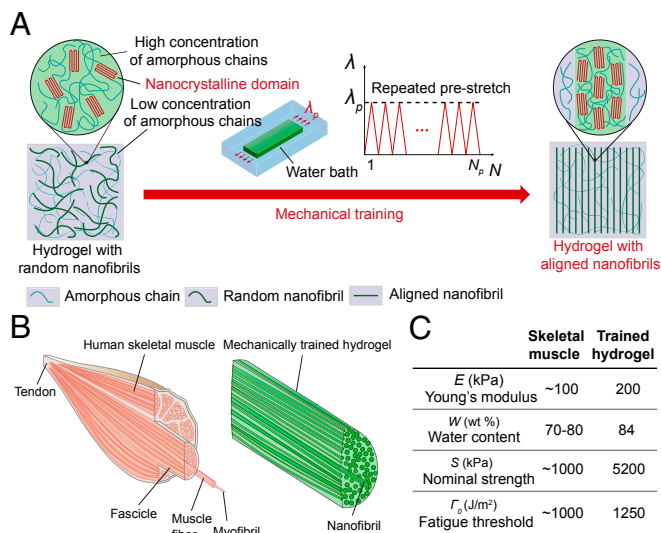 A
High concentration
of amorphous chains
Nanocrystalline domain
Low concentration
of amorphous chains
Hydrogel with
random nanofibrils
λp
Water bath
λ
λp
Repeated pre-stretch
...
1
Np
N
Mechanical training
Hydrogel with
aligned nanofibrils
Amorphous chain
Random nanofibril
Aligned nanofibril
B
Human skeletal muscle
Tendon
Fascicle
Muscle
Myofibril
Mechanically trained hydrogel
Nanofibril
C
Skeletal muscle
Trained hydrogel
E (kPa)
Young's modulus
~100
200
W (wt %)
Water content
70-80
84
S (kPa)
Nominal strength
~1000
5200
Γ₀ (J/m²)
Fatigue threshold
~1000
1250